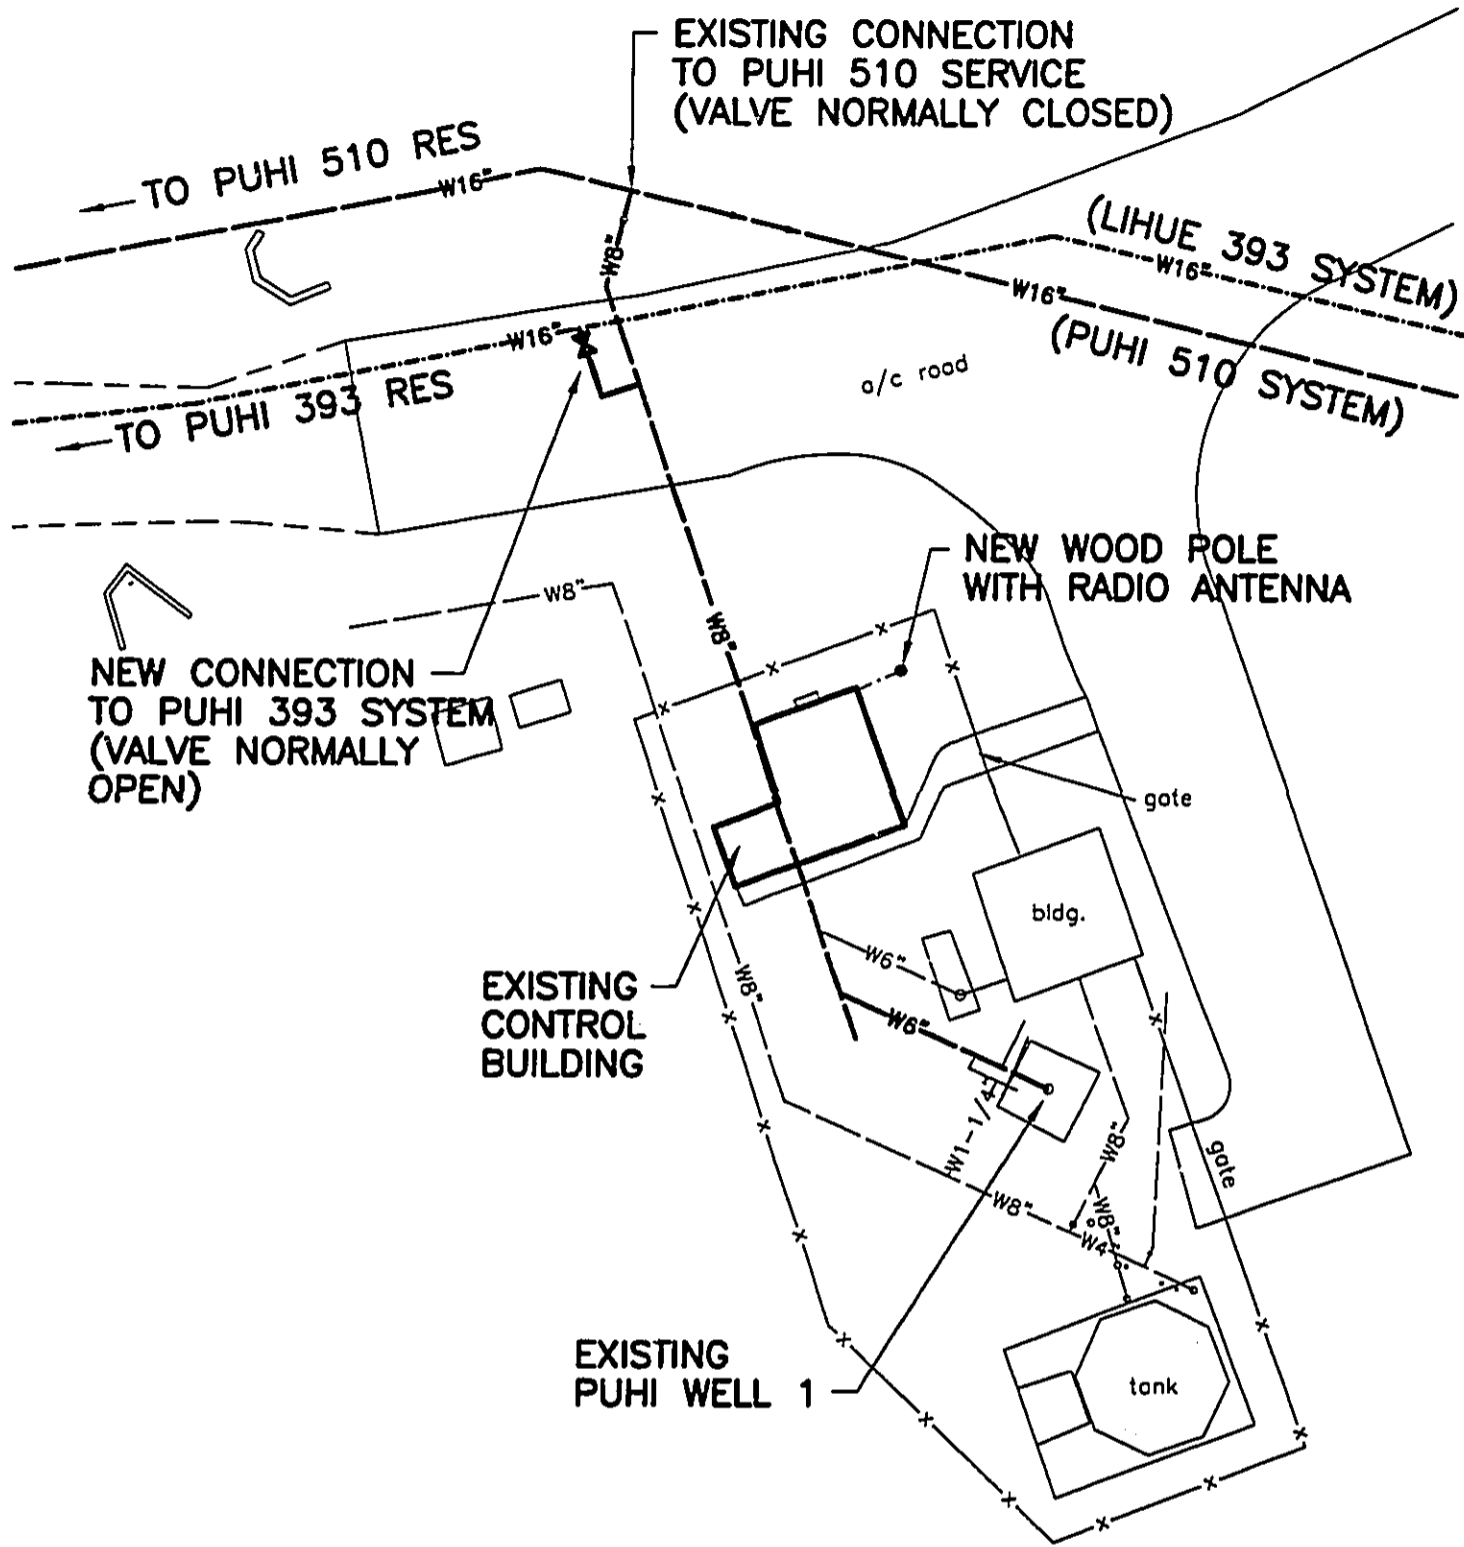 EXISTING CONNECTION
TO PUHI 510 SERVICE
(VALVE NORMALLY CLOSED)
TO PUHI 510 RES
W16"
W8"
(LIHUE 393 SYSTEM)
W16"
W16"
(PUHI 510 SYSTEM)
W16"
TO PUHI 393 RES
a/c road
NEW WOOD POLE
WITH RADIO ANTENNA
W8"
W8"
NEW CONNECTION
TO PUHI 393 SYSTEM
(VALVE NORMALLY
OPEN)
gate
bldg.
W6"
W8"
EXISTING
CONTROL
BUILDING
W6"
W1-1/4"
W8"
gate
W8"
W8"
W4"
EXISTING
PUHI WELL 1
tank